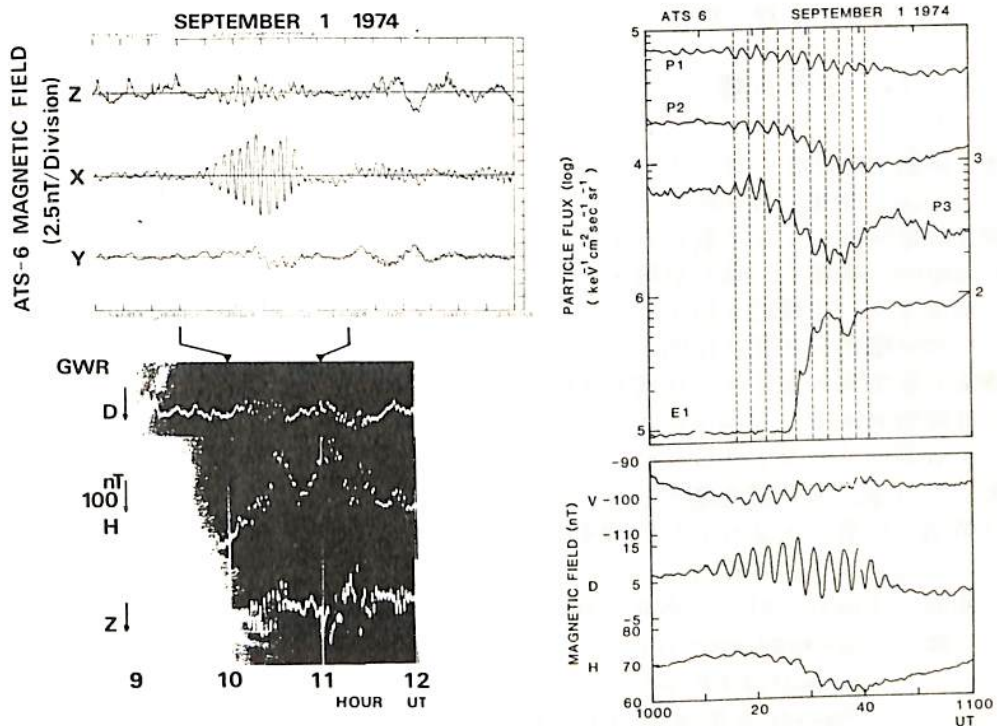 SEPTEMBER 1 1974
ATS-6 MAGNETIC FIELD
(2.5nT/Division)
Z
X
Y
GWR
D
nT
100
H
Z
9 10 11 12
HOUR UT
ATS 6 SEPTEMBER 1 1974
5
P1
P2
4
3
P3
PARTICLE FLUX (log)
( keV⁻¹ cm⁻² sec⁻¹ sr⁻¹ )
6
2
E1
5
-90
V -100
-110
15
D 5
-5
80
H 70
60
MAGNETIC FIELD (nT)
1000 20 40 1100
UT